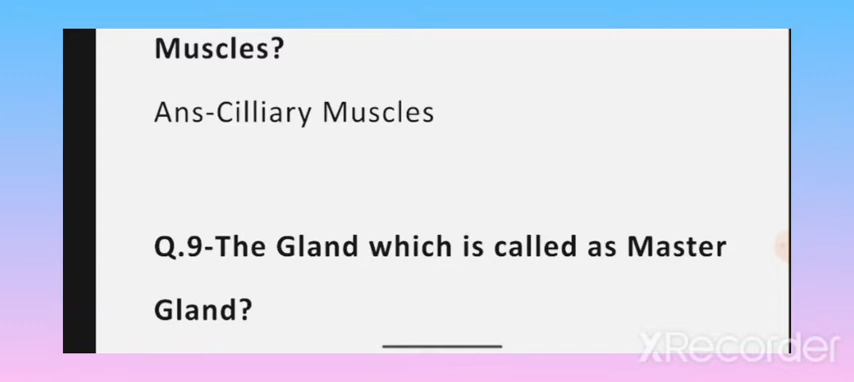 Muscles?
Ans-Cilliary Muscles
Q.9-The Gland which is called as Master
Gland?
XRecorder